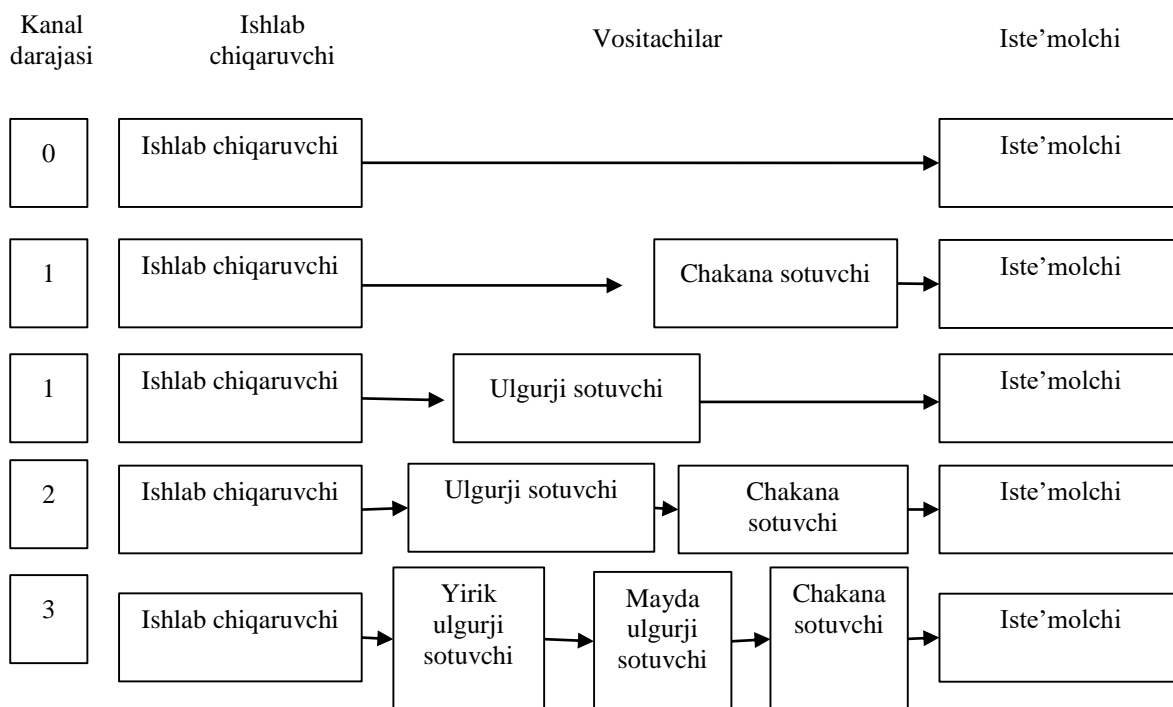 Kanal
darajasi
Ishlab
chiqaruvchi
Vositachilar
Iste’molchi
0
Ishlab chiqaruvchi
Iste’molchi
1
Ishlab chiqaruvchi
Chakana sotuvchi
Iste’molchi
1
Ishlab chiqaruvchi
Ulgurji sotuvchi
Iste’molchi
2
Ishlab chiqaruvchi
Ulgurji sotuvchi
Chakana
sotuvchi
Iste’molchi
3
Ishlab chiqaruvchi
Yirik
ulgurji
sotuvchi
Mayda
ulgurji
sotuvchi
Chakana
sotuvchi
Iste’molchi